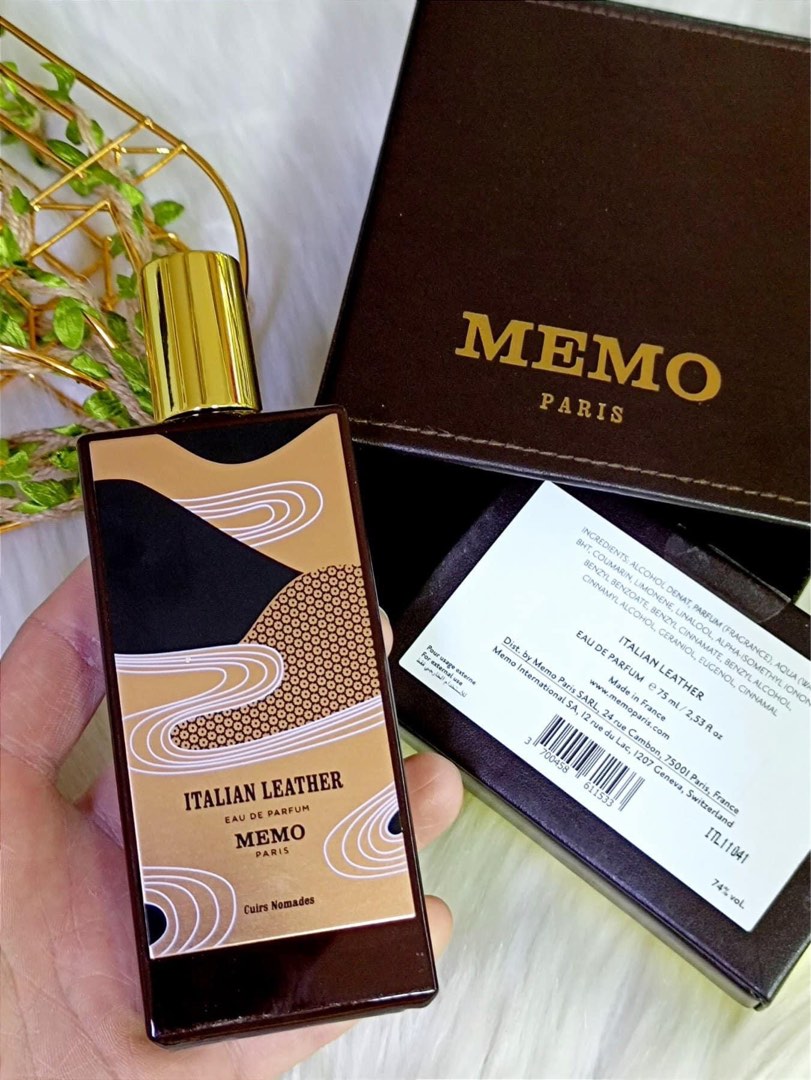 MEMO
PARIS
ITALIAN LEATHER
EAU DE PARFUM
MEMO
PARIS
Cuirs Nomades
INGREDIENTS: ALCOHOL DENAT, PARFUM (FRAGRANCE), AQUA
BHT, COUMARIN, LIMONENE, LINALOOL, ALPHA-ISOMETHYL
BENZYL BENZOATE, BENZYL CINNAMATE, BENZYL ALCOHOL
CINNAMYL ALCOHOL, GERANIOL, EUGENOL, CINNAMAL
ITALIAN LEATHER
EAU DE PARFUM ℮ 75 ml / 2,53 fl oz
Made in France
www.memoparis.com
Pour usage externe
For external use
Dist. by Memo Paris SARL, 24 rue Cambon, 75001 Paris, France
Memo International SA, 12 rue du Lac, 1207 Geneva, Switzerland
3 700458 611533
ITL11041
74% vol.